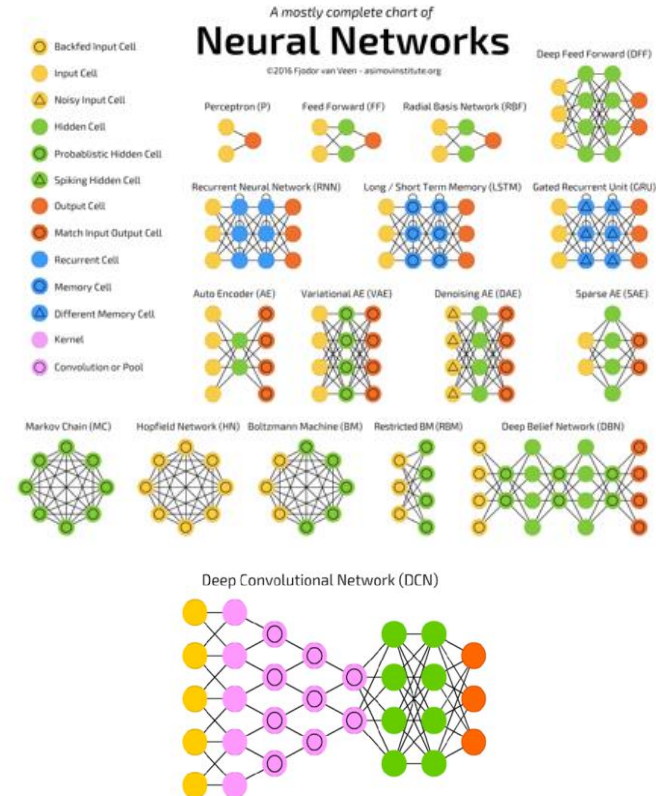 A mostly complete chart of
Neural Networks
©2016 Fjodor van Veen - asimovinstitute.org
Backfed Input Cell
Input Cell
Noisy Input Cell
Hidden Cell
Probablistic Hidden Cell
Spiking Hidden Cell
Output Cell
Match Input Output Cell
Recurrent Cell
Memory Cell
Different Memory Cell
Kernel
Convolution or Pool
Deep Feed Forward (DFF)
Perceptron (P)
Feed Forward (FF)
Radial Basis Network (RBF)
Recurrent Neural Network (RNN)
Long / Short Term Memory (LSTM)
Gated Recurrent Unit (GRU)
Auto Encoder (AE)
Variational AE (VAE)
Denoising AE (DAE)
Sparse AE (SAE)
Markov Chain (MC)
Hopfield Network (HN)
Boltzmann Machine (BM)
Restricted BM (RBM)
Deep Belief Network (DBN)
Deep Convolutional Network (DCN)